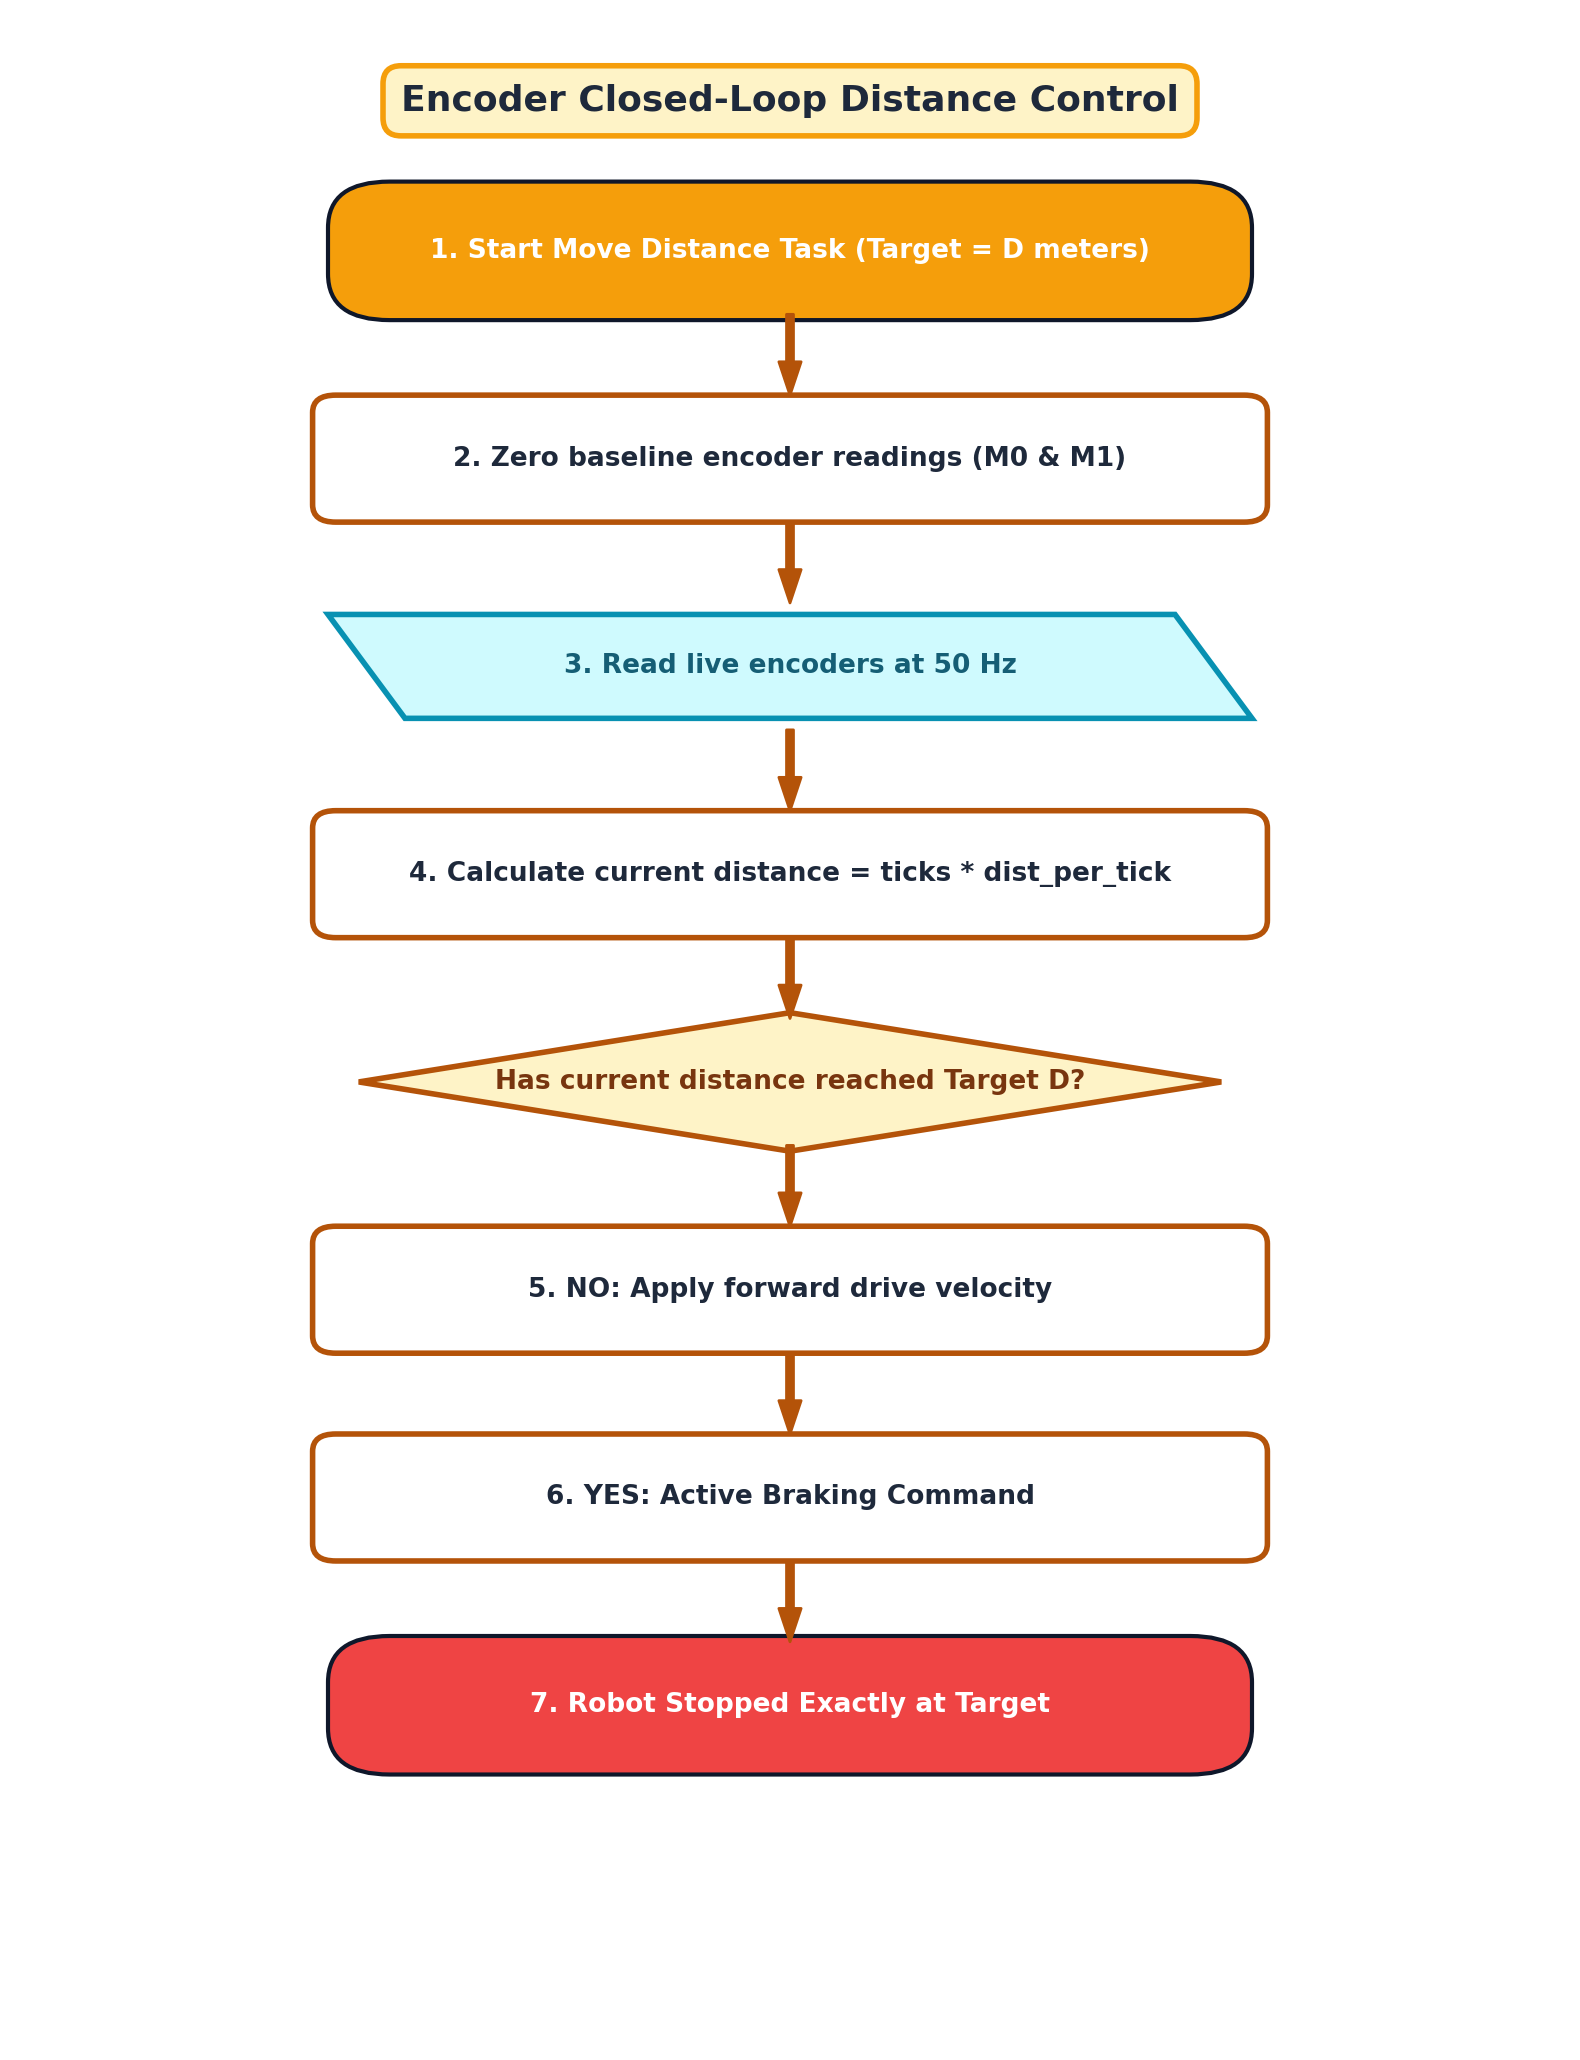 Encoder Closed-Loop Distance Control
1. Start Move Distance Task (Target = D meters)
2. Zero baseline encoder readings (M0 & M1)
3. Read live encoders at 50 Hz
4. Calculate current distance = ticks * dist_per_tick
Has current distance reached Target D?
5. NO: Apply forward drive velocity
6. YES: Active Braking Command
7. Robot Stopped Exactly at Target